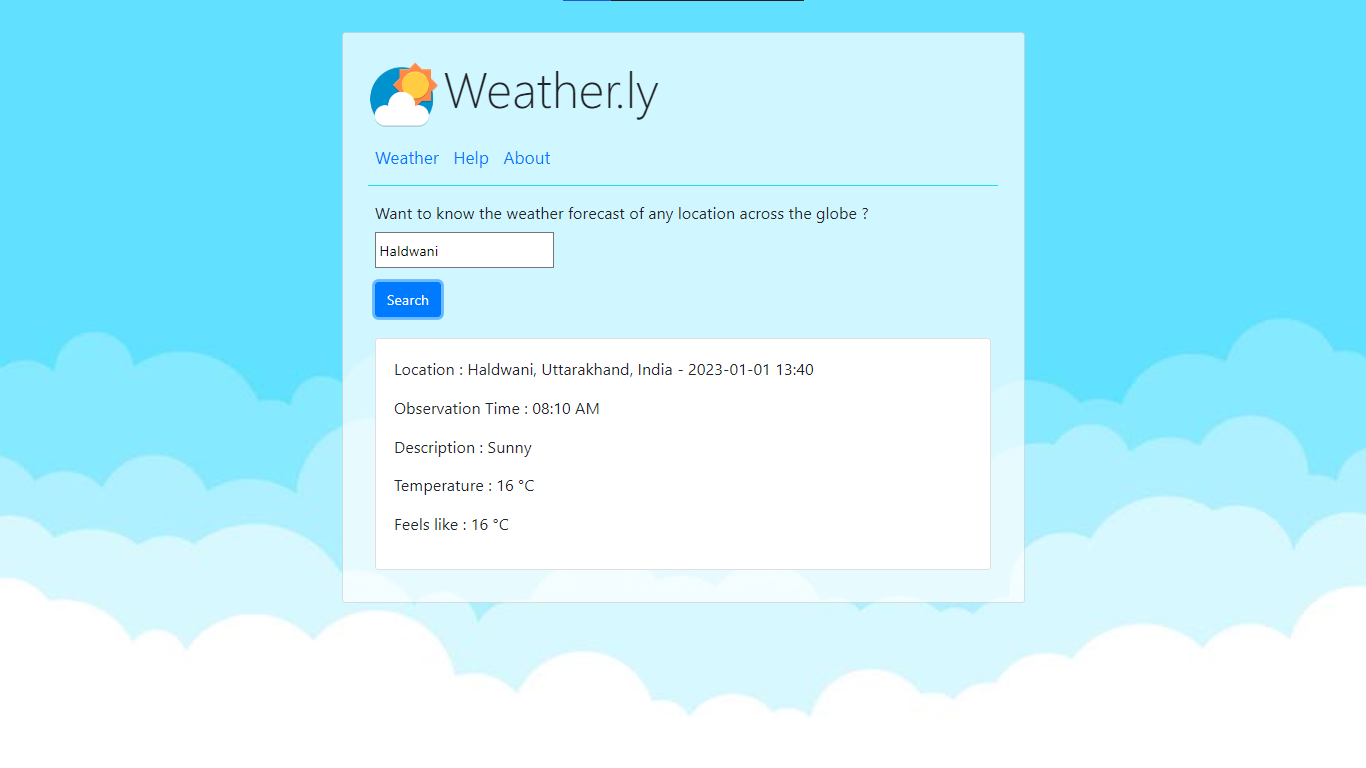 Weather.ly
Weather Help About
Want to know the weather forecast of any location across the globe ?
Haldwani
Search
Location : Haldwani, Uttarakhand, India - 2023-01-01 13:40
Observation Time : 08:10 AM
Description : Sunny
Temperature : 16 °C
Feels like : 16 °C